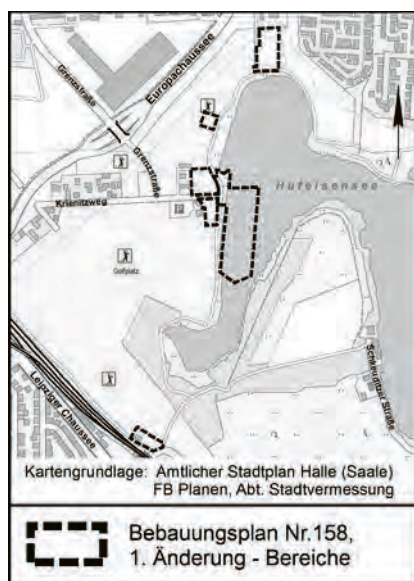 Grenzstraße
Europachaussee
Grenzstraße
Hufeisensee
Krienitzweg
Golfplatz
Schkeuditzer Straße
Leipziger Chaussee
Kartengrundlage: Amtlicher Stadtplan Halle (Saale)
FB Planen, Abt. Stadtvermessung
Bebauungsplan Nr.158,
1. Änderung - Bereiche